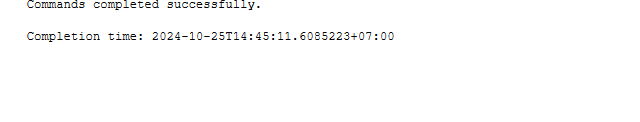 Commands completed successfully.
Completion time: 2024-10-25T14:45:11.6085223+07:00